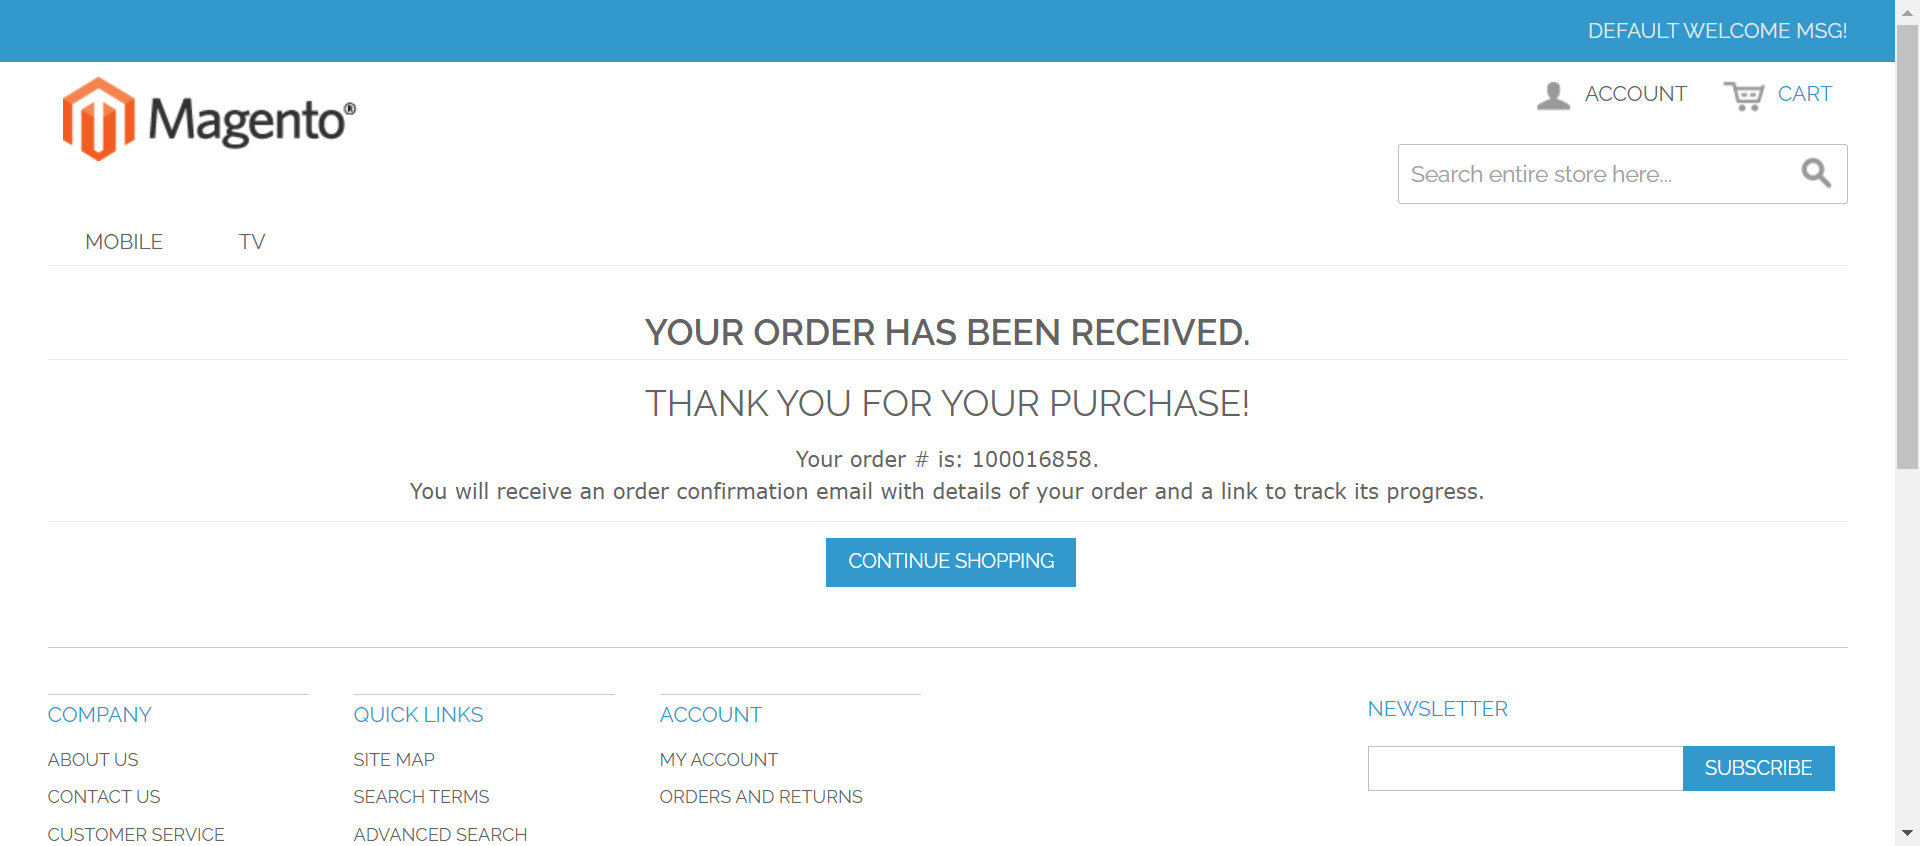 DEFAULT WELCOME MSG!
Magento®
ACCOUNT
CART
Search entire store here...
MOBILE
TV
YOUR ORDER HAS BEEN RECEIVED.
THANK YOU FOR YOUR PURCHASE!
Your order # is: 100016858.
You will receive an order confirmation email with details of your order and a link to track its progress.
CONTINUE SHOPPING
COMPANY
ABOUT US
CONTACT US
CUSTOMER SERVICE
QUICK LINKS
SITE MAP
SEARCH TERMS
ADVANCED SEARCH
ACCOUNT
MY ACCOUNT
ORDERS AND RETURNS
NEWSLETTER
SUBSCRIBE